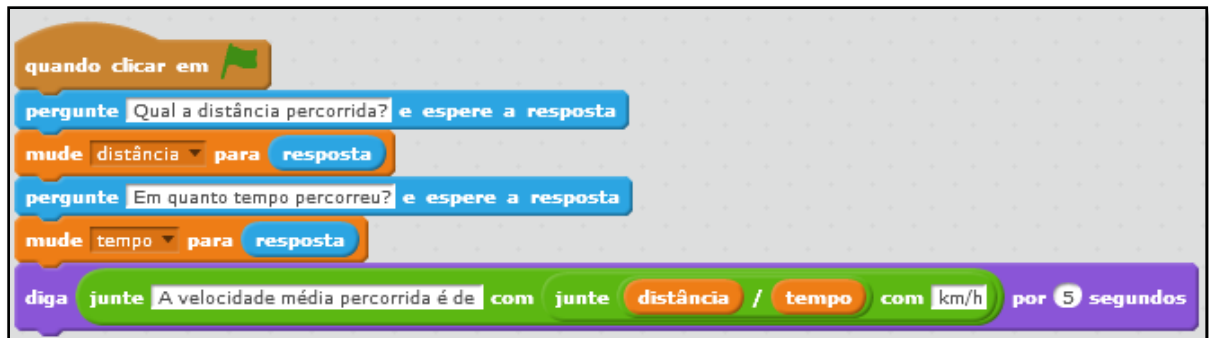 quando clicar em
pergunte Qual a distância percorrida? e espere a resposta
mude distância para resposta
pergunte Em quanto tempo percorreu? e espere a resposta
mude tempo para resposta
diga junte A velocidade média percorrida é de com junte distância / tempo com km/h por 5 segundos